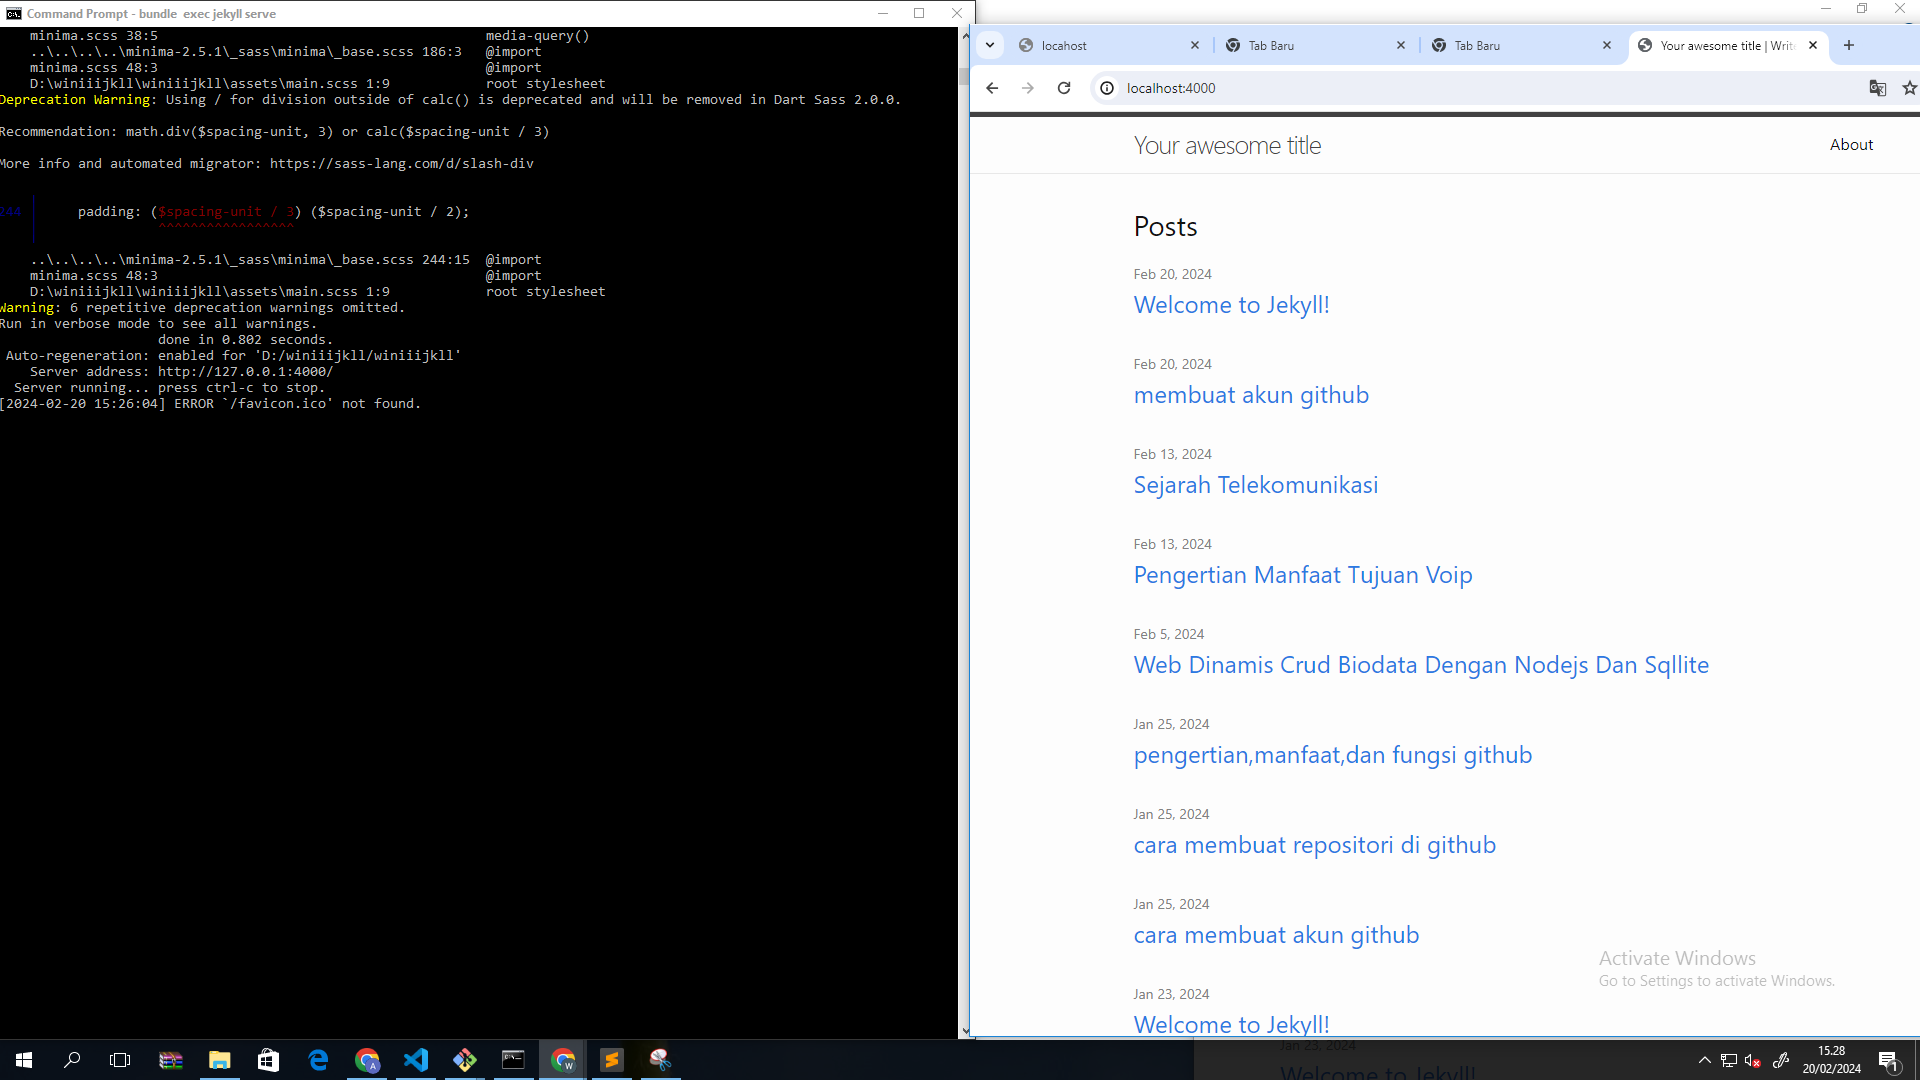 Command Prompt - bundle  exec jekyll serve
minima.scss 38:5                                         media-query()
..\..\..\..\minima-2.5.1\_sass\minima\_base.scss 186:3   @import
minima.scss 48:3                                         @import
D:\winiiijkll\winiiijkll\assets\main.scss 1:9            root stylesheet
Deprecation Warning: Using / for division outside of calc() is deprecated and will be removed in Dart Sass 2.0.0.
Recommendation: math.div($spacing-unit, 3) or calc($spacing-unit / 3)
More info and automated migrator: https://sass-lang.com/d/slash-div
244    padding: ($spacing-unit / 3) ($spacing-unit / 2);
^^^^^^^^^^^^^^^^^
..\..\..\..\minima-2.5.1\_sass\minima\_base.scss 244:15  @import
minima.scss 48:3                                         @import
D:\winiiijkll\winiiijkll\assets\main.scss 1:9            root stylesheet
Warning: 6 repetitive deprecation warnings omitted.
Run in verbose mode to see all warnings.
done in 0.802 seconds.
Auto-regeneration: enabled for 'D:/winiiijkll/winiiijkll'
Server address: http://127.0.0.1:4000/
Server running... press ctrl-c to stop.
[2024-02-20 15:26:04] ERROR `/favicon.ico' not found.
locahost
Tab Baru
Tab Baru
Your awesome title | Write
localhost:4000
Your awesome title
About
Posts
Feb 20, 2024
Welcome to Jekyll!
Feb 20, 2024
membuat akun github
Feb 13, 2024
Sejarah Telekomunikasi
Feb 13, 2024
Pengertian Manfaat Tujuan Voip
Feb 5, 2024
Web Dinamis Crud Biodata Dengan Nodejs Dan Sqllite
Jan 25, 2024
pengertian,manfaat,dan fungsi github
Jan 25, 2024
cara membuat repositori di github
Jan 25, 2024
cara membuat akun github
Jan 23, 2024
Welcome to Jekyll!
Activate Windows
Go to Settings to activate Windows.
Jan 23, 2024
Welcome to Jekyll!
15.28
20/02/2024
1